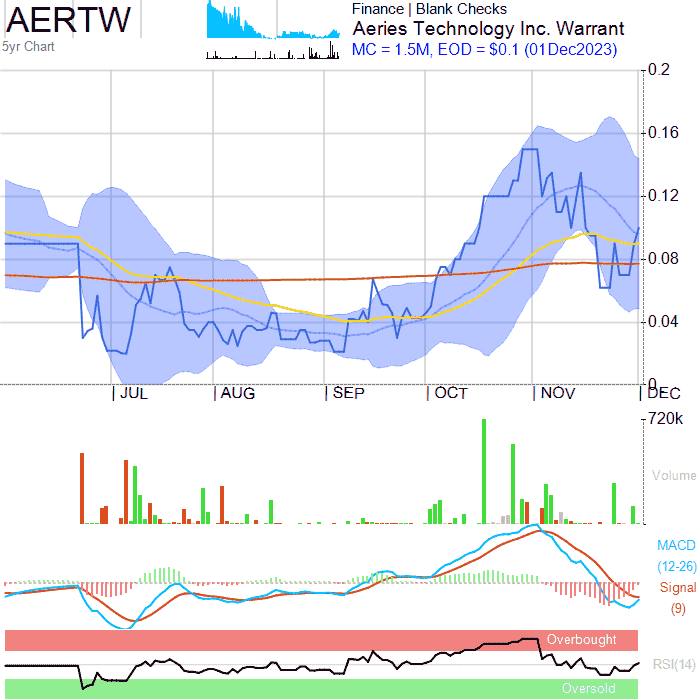 AERTW
5yr Chart
Finance | Blank Checks
Aeries Technology Inc. Warrant
MC = 1.5M, EOD = $0.1 (01Dec2023)
0.2
0.16
0.12
0.08
0.04
0
JUL AUG SEP OCT NOV DEC
720k
Volume
MACD
(12-26)
Signal
(9)
Overbought
RSI(14)
Oversold